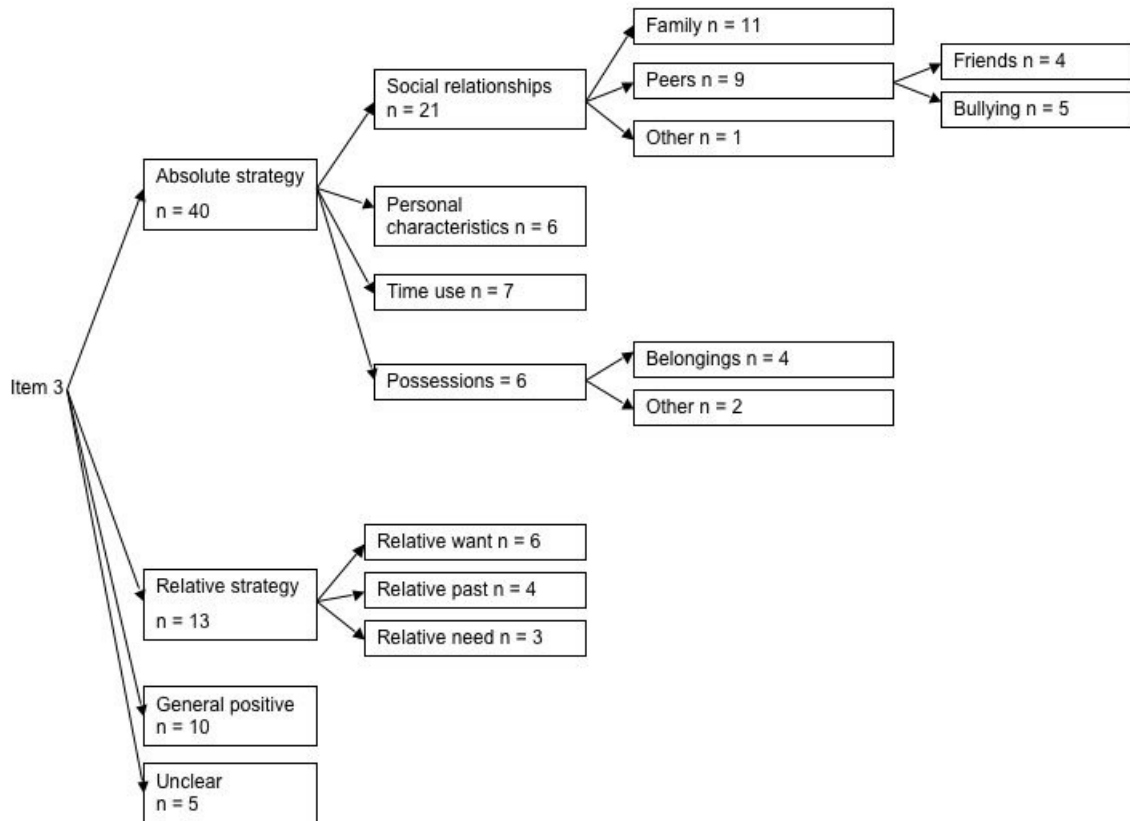 Item 3
Absolute strategy
n = 40
Social relationships
n = 21
Family n = 11
Peers n = 9
Friends n = 4
Bullying n = 5
Other n = 1
Personal
characteristics n = 6
Time use n = 7
Possessions = 6
Belongings n = 4
Other n = 2
Relative strategy
n = 13
Relative want n = 6
Relative past n = 4
Relative need n = 3
General positive
n = 10
Unclear
n = 5